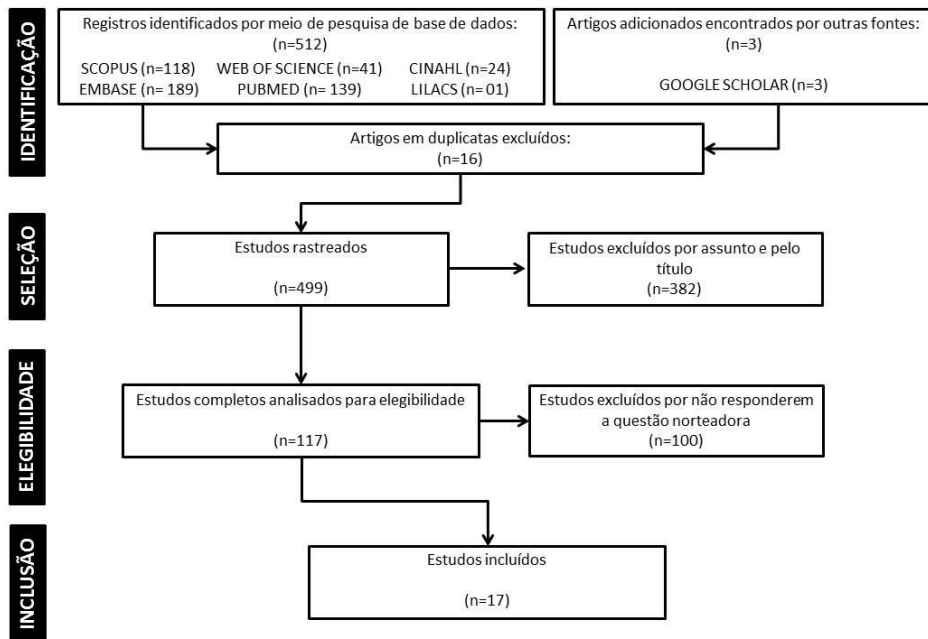 IDENTIFICAÇÃO
Registros identificados por meio de pesquisa de base de dados:
(n=512)
SCOPUS (n=118) WEB OF SCIENCE (n=41) CINAHL (n=24)
EMBASE (n= 189) PUBMED (n= 139) LILACS (n= 01)
Artigos adicionados encontrados por outras fontes:
(n=3)
GOOGLE SCHOLAR (n=3)
Artigos em duplicatas excluídos:
(n=16)
SELEÇÃO
Estudos rastreados
(n=499)
Estudos excluídos por assunto e pelo
título
(n=382)
ELEGIBILIDADE
Estudos completos analisados para elegibilidade
(n=117)
Estudos excluídos por não responderem
a questão norteadora
(n=100)
INCLUSÃO
Estudos incluídos
(n=17)